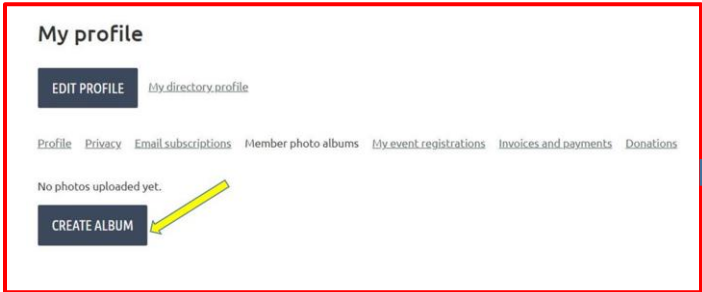 My profile
EDIT PROFILE My directory profile
Profile Privacy Email subscriptions Member photo albums My event registrations Invoices and payments Donations
No photos uploaded yet.
CREATE ALBUM